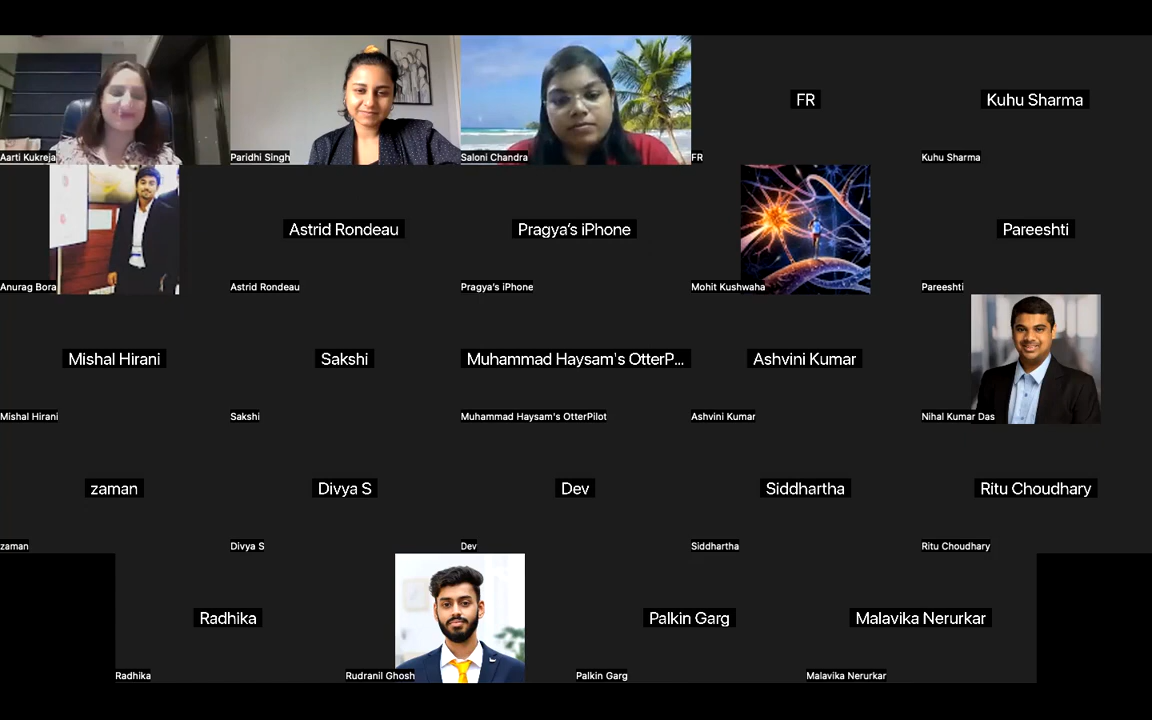 FR
Kuhu Sharma
Aarti Kukreja
Paridhi Singh
Saloni Chandra
FR
Kuhu Sharma
Astrid Rondeau
Pragya's iPhone
Pareeshti
Anurag Bora
Astrid Rondeau
Pragya's iPhone
Mohit Kushwaha
Pareeshti
Mishal Hirani
Sakshi
Muhammad Haysam's OtterP...
Ashvini Kumar
Mishal Hirani
Sakshi
Muhammad Haysam's OtterPilot
Ashvini Kumar
Nihal Kumar Das
zaman
Divya S
Dev
Siddhartha
Ritu Choudhary
zaman
Divya S
Dev
Siddhartha
Ritu Choudhary
Radhika
Palkin Garg
Malavika Nerurkar
Radhika
Rudranil Ghosh
Palkin Garg
Malavika Nerurkar